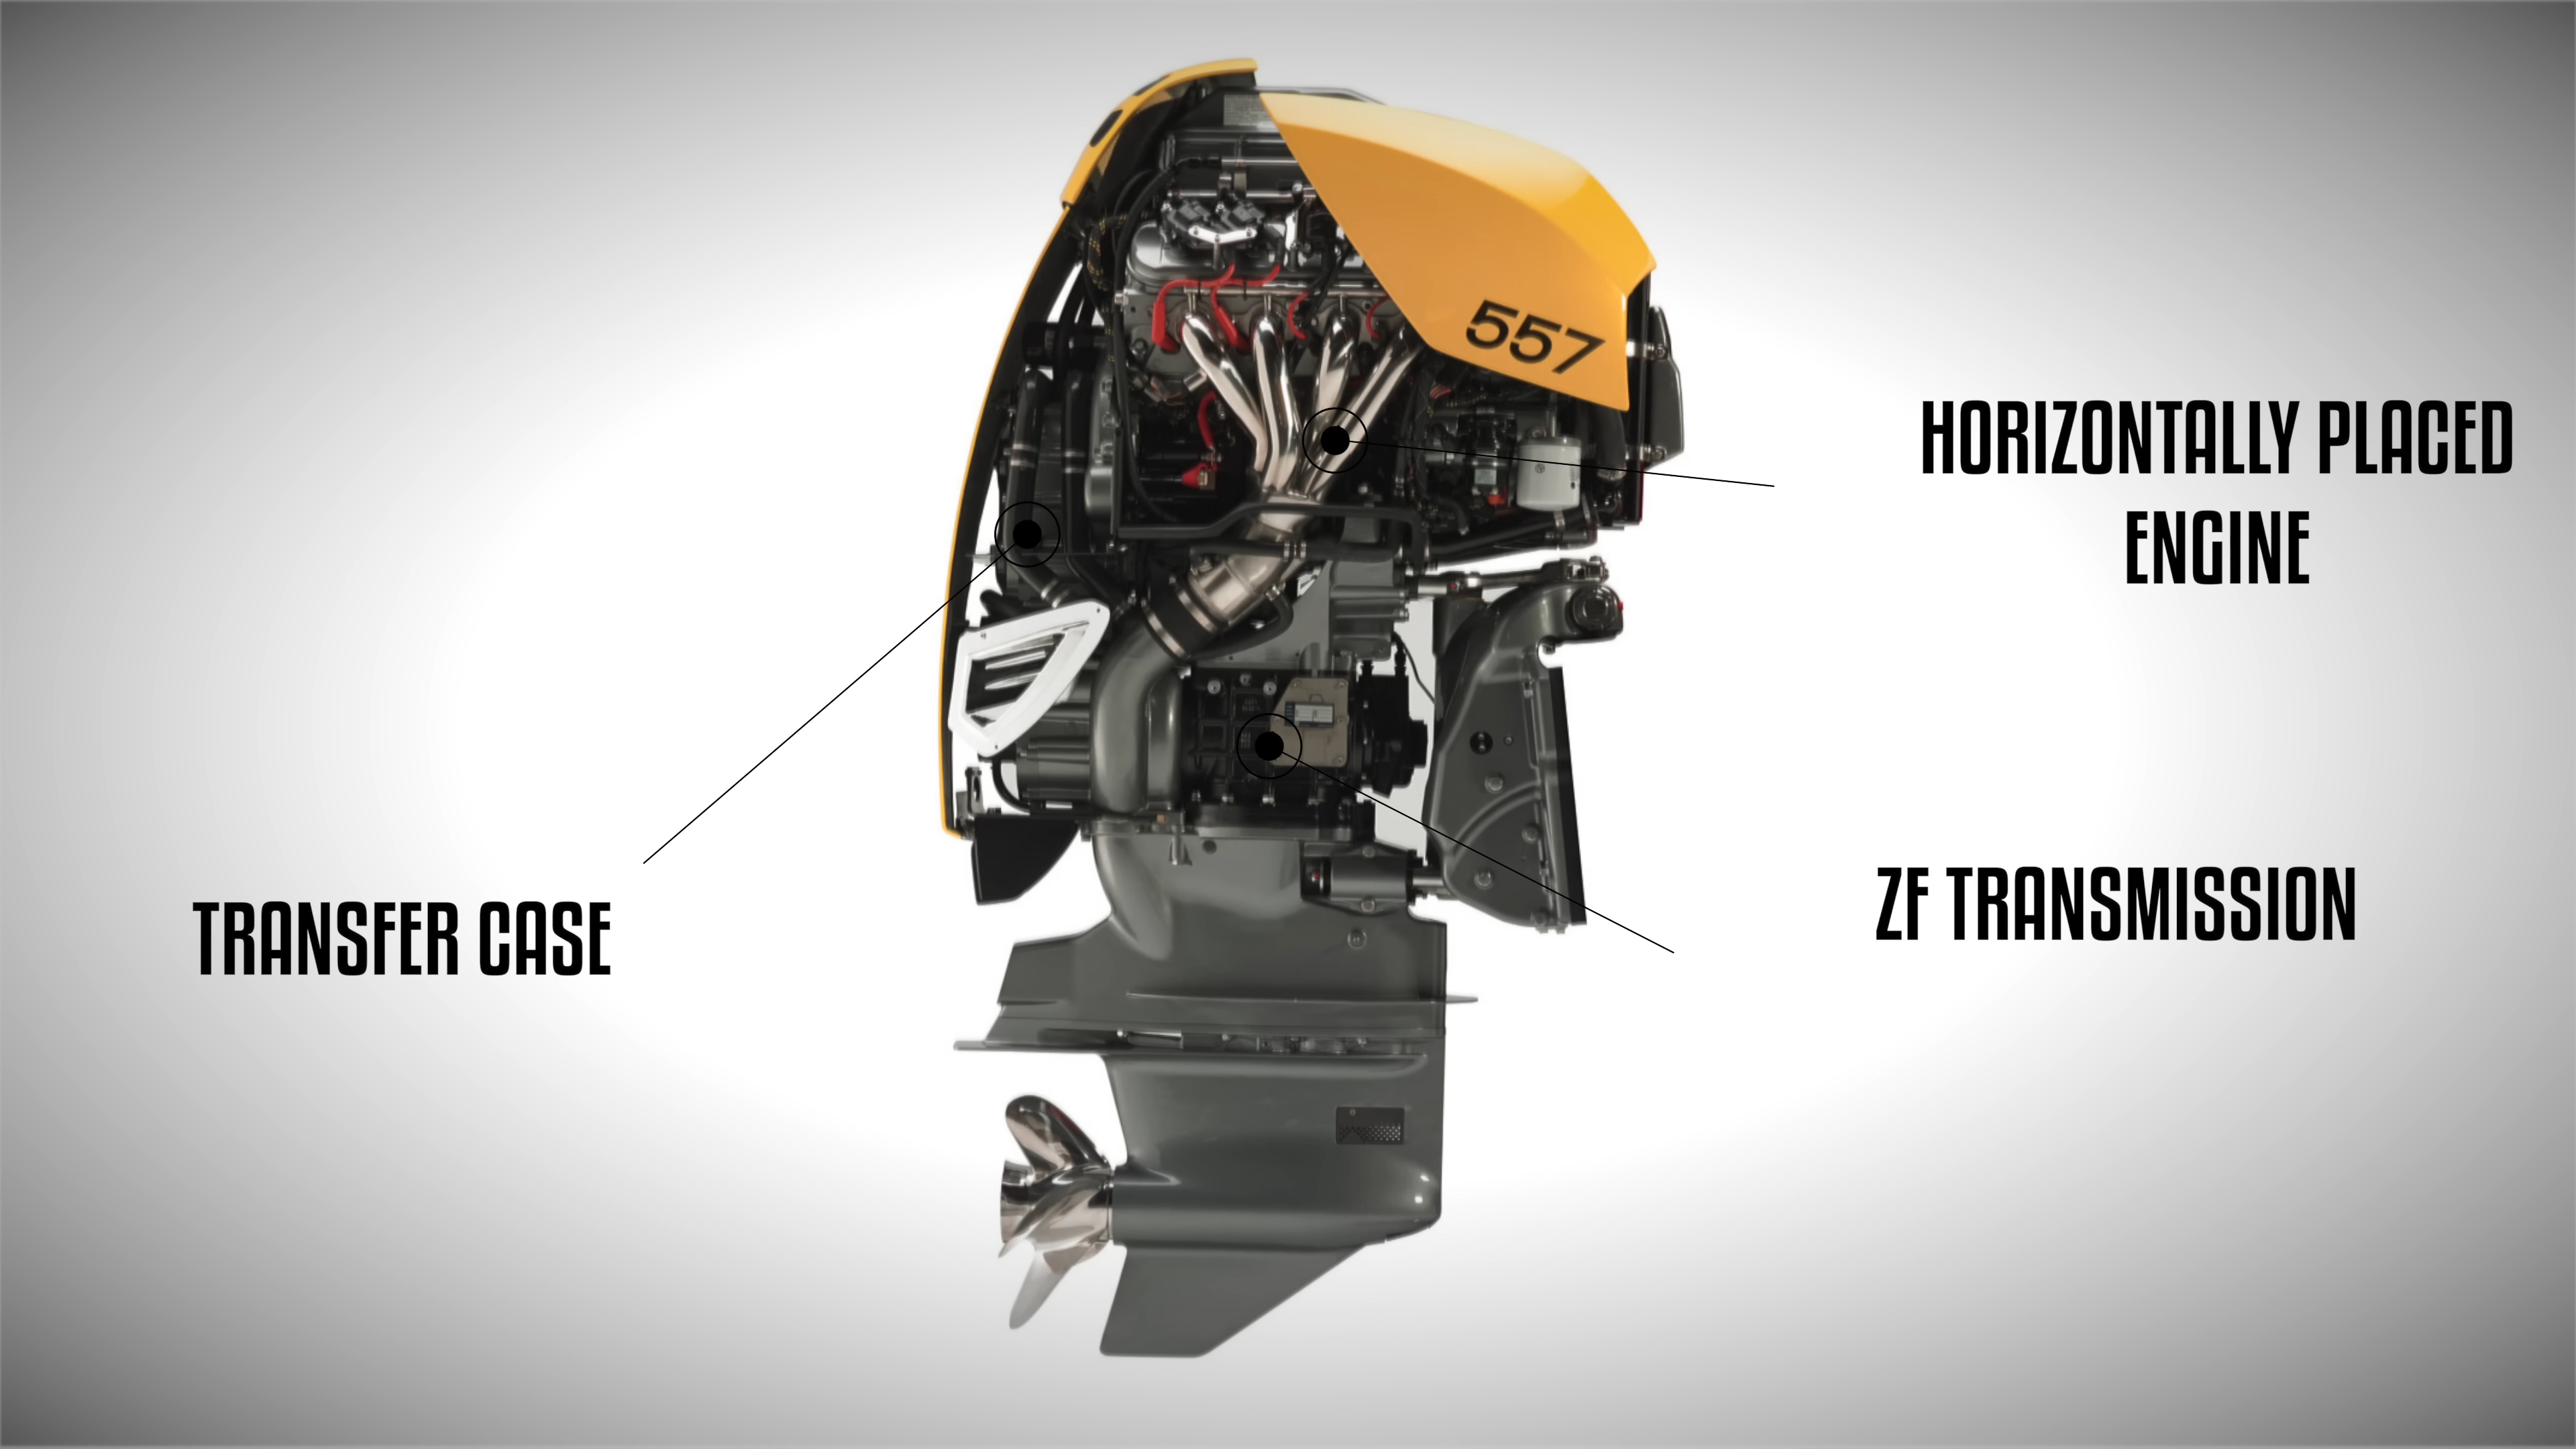 557
HORIZONTALLY PLACED
ENGINE
ZF TRANSMISSION
TRANSFER CASE